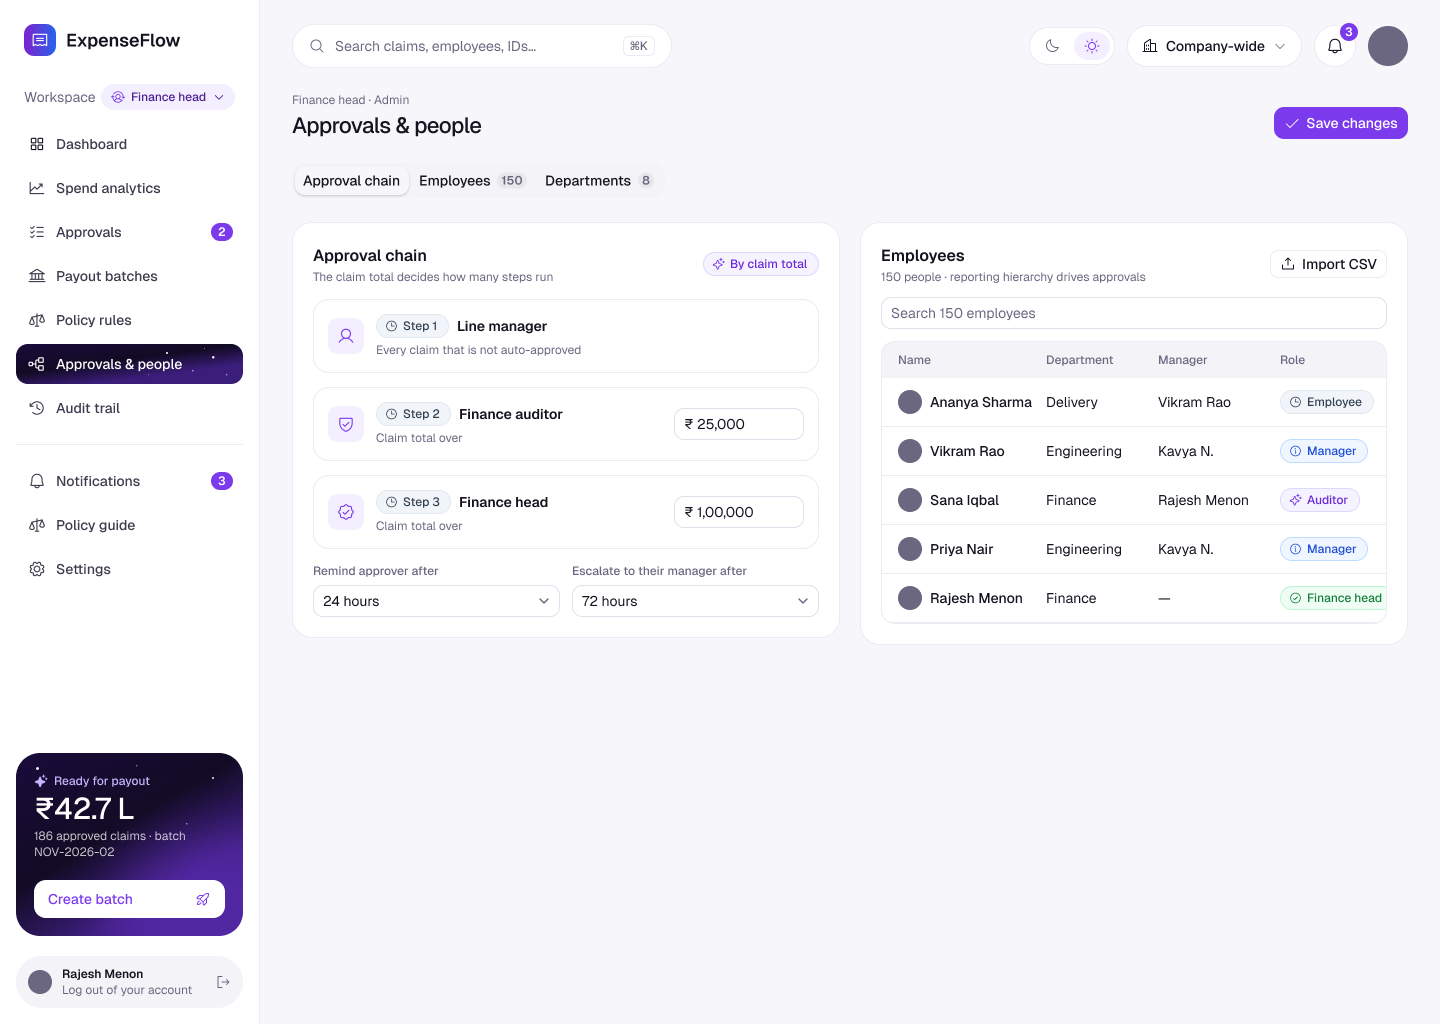 ExpenseFlow
Search claims, employees, IDs...
⌘K
Company-wide
3
Workspace
Finance head
Dashboard
Spend analytics
Approvals
2
Payout batches
Policy rules
Approvals & people
Audit trail
Notifications
3
Policy guide
Settings
Ready for payout
₹42.7 L
186 approved claims · batch
NOV-2026-02
Create batch
Rajesh Menon
Log out of your account
Finance head · Admin
Approvals & people
Save changes
Approval chain
Employees 150
Departments 8
Approval chain
The claim total decides how many steps run
By claim total
Step 1 Line manager
Every claim that is not auto-approved
Step 2 Finance auditor
Claim total over
₹ 25,000
Step 3 Finance head
Claim total over
₹ 1,00,000
Remind approver after
24 hours
Escalate to their manager after
72 hours
Employees
150 people · reporting hierarchy drives approvals
Import CSV
Search 150 employees
Name Department Manager Role
Ananya Sharma Delivery Vikram Rao Employee
Vikram Rao Engineering Kavya N. Manager
Sana Iqbal Finance Rajesh Menon Auditor
Priya Nair Engineering Kavya N. Manager
Rajesh Menon Finance — Finance head